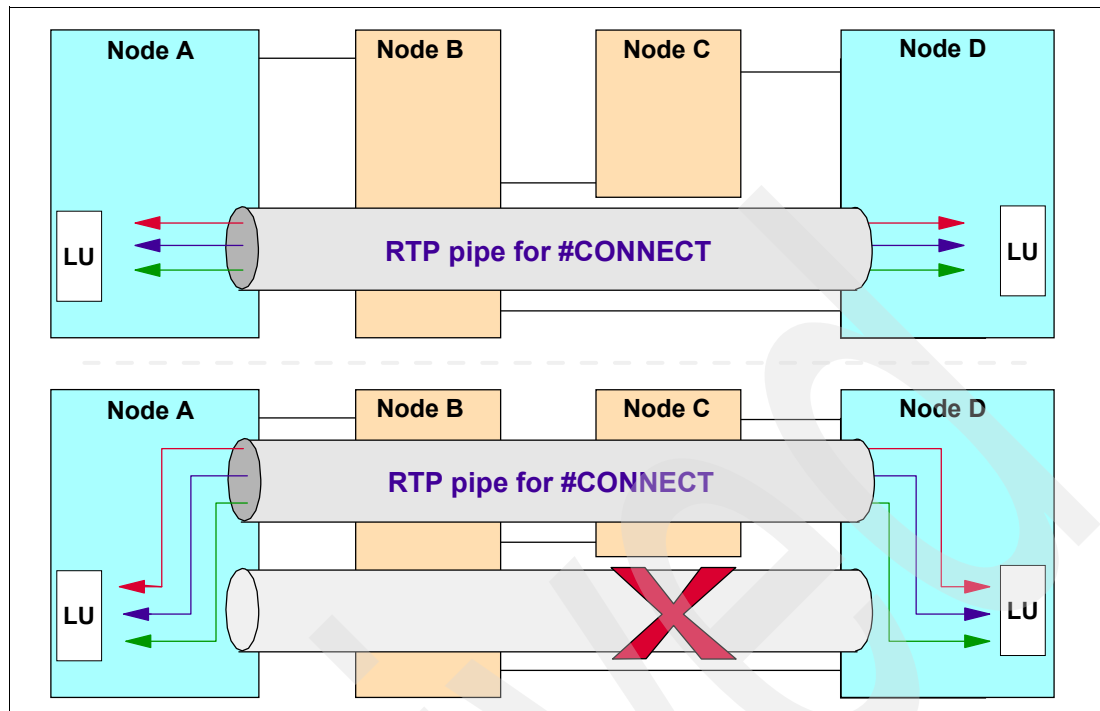 Node A
Node B
Node C
Node D
LU
RTP pipe for #CONNECT
LU
Node A
Node B
Node C
Node D
RTP pipe for #CONNECT
LU
LU